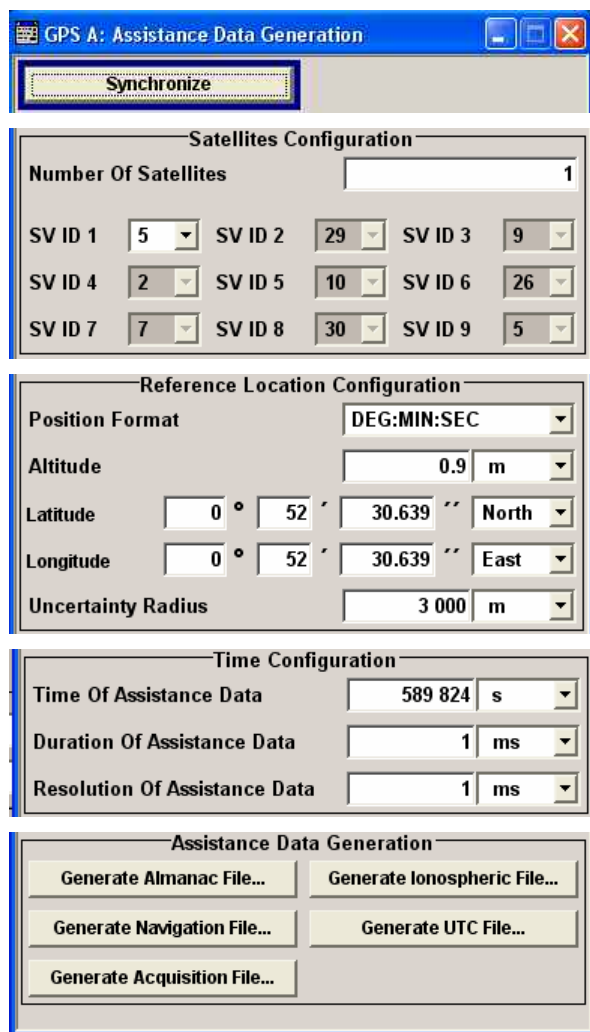 GPS A: Assistance Data Generation
Synchronize
Satellites Configuration
Number Of Satellites 1
SV ID 1 5 SV ID 2 29 SV ID 3 9
SV ID 4 2 SV ID 5 10 SV ID 6 26
SV ID 7 7 SV ID 8 30 SV ID 9 5
Reference Location Configuration
Position Format DEG:MIN:SEC
Altitude 0.9 m
Latitude 0 ° 52 ′ 30.639 ′′ North
Longitude 0 ° 52 ′ 30.639 ′′ East
Uncertainty Radius 3 000 m
Time Configuration
Time Of Assistance Data 589 824 s
Duration Of Assistance Data 1 ms
Resolution Of Assistance Data 1 ms
Assistance Data Generation
Generate Almanac File... Generate Ionospheric File...
Generate Navigation File... Generate UTC File...
Generate Acquisition File...